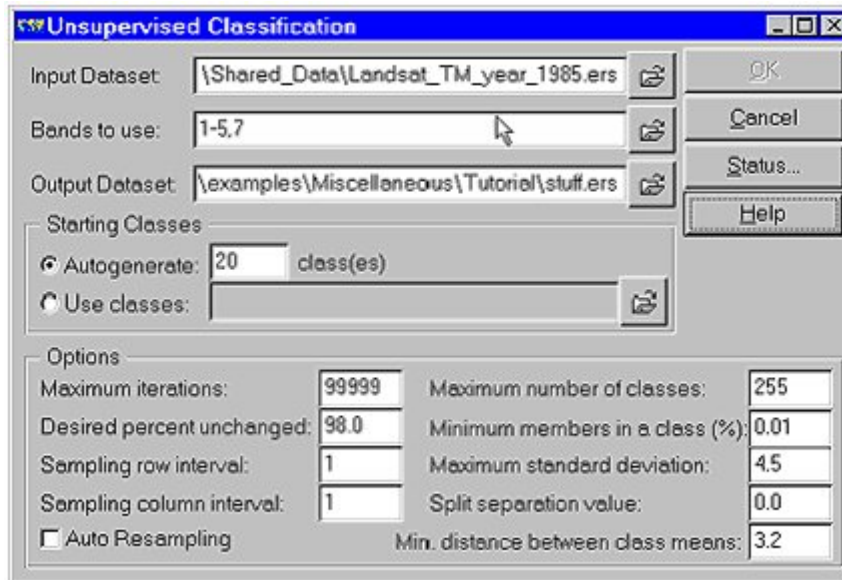 Unsupervised Classification
Input Dataset: \Shared_Data\Landsat_TM_year_1985.ers
OK
Bands to use: 1-5,7
Cancel
Output Dataset: \examples\Miscellaneous\Tutorial\stuff.ers
Status...
Help
Starting Classes
Autogenerate: 20 class(es)
Use classes:
Options
Maximum iterations: 99999
Maximum number of classes: 255
Desired percent unchanged: 98.0
Minimum members in a class (%): 0.01
Sampling row interval: 1
Maximum standard deviation: 4.5
Sampling column interval: 1
Split separation value: 0.0
Auto Resampling
Min. distance between class means: 3.2